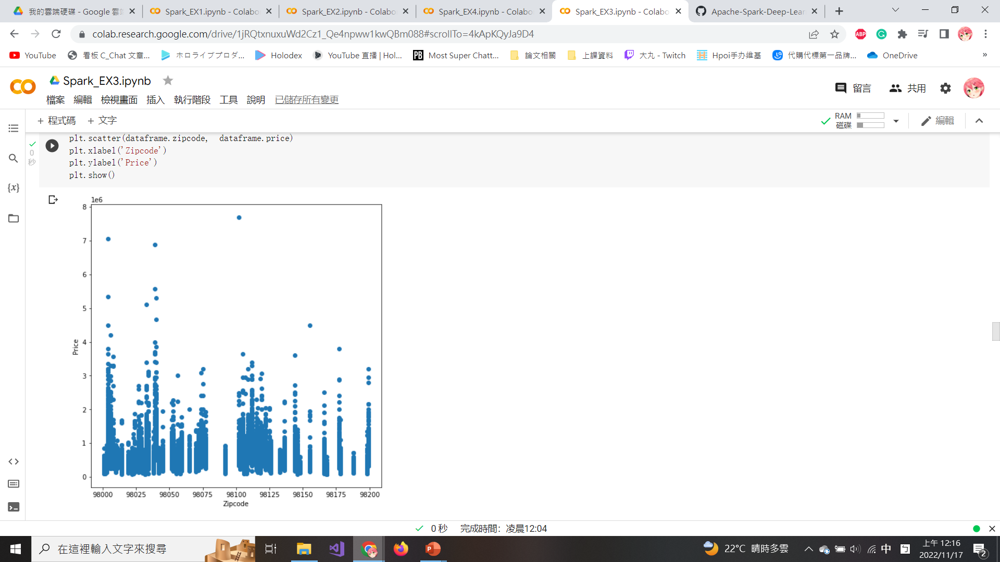 我的雲端硬碟 - Google 雲端
Spark_EX1.ipynb - Colabo
Spark_EX2.ipynb - Colabo
Spark_EX4.ipynb - Colabo
Spark_EX3.ipynb - Colabo
Apache-Spark-Deep-Lear
colab.research.google.com/drive/1jRQtxnuxuWd2Cz1_Qe4npww1kwQBm088#scrollTo=4kApKQyJa9D4
ABP
YouTube
看板 C_Chat 文章...
ホロライブプロダ...
Holodex
YouTube 直播 | Hol...
PB
Most Super Chatt...
論文相關
上課資料
大丸 - Twitch
Hpoi手办维基
代購代標第一品牌...
OneDrive
»
Spark_EX3.ipynb
留言
共用
檔案 編輯 檢視畫面 插入 執行階段 工具 說明 已儲存所有變更
+ 程式碼 + 文字
RAM
磁碟
編輯
0
秒
{x}
plt.scatter(dataframe.zipcode, dataframe.price)
plt.xlabel('Zipcode')
plt.ylabel('Price')
plt.show()
1e6
8
7
6
5
4
3
2
1
0
Price
98000 98025 98050 98075 98100 98125 98150 98175 98200
Zipcode
0 秒 完成時間：凌晨12:04
在這裡輸入文字來搜尋
22°C 晴時多雲
中
上午 12:16
2022/11/17
2